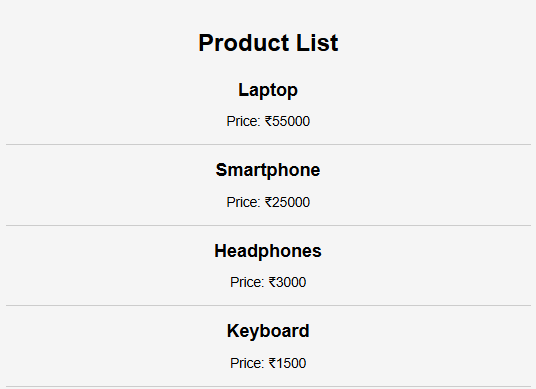 Product List
Laptop
Price: ₹55000
Smartphone
Price: ₹25000
Headphones
Price: ₹3000
Keyboard
Price: ₹1500